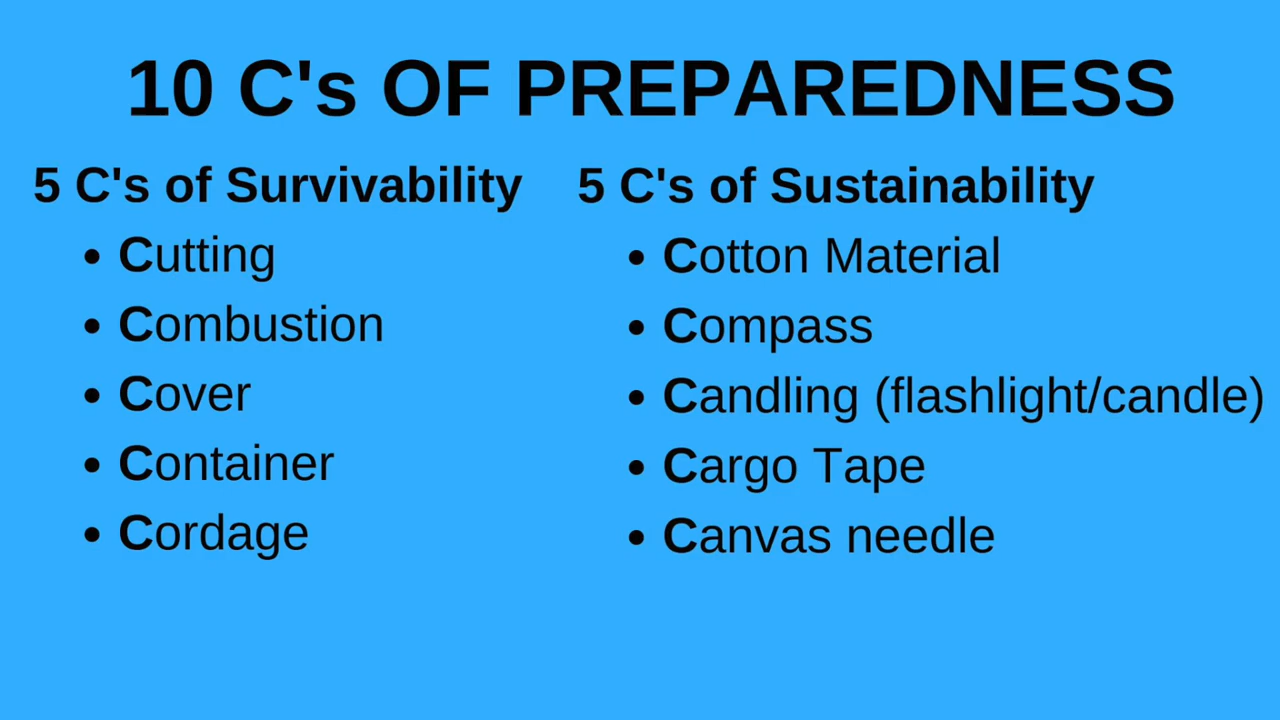 10 C's OF PREPAREDNESS
5 C's of Survivability
• Cutting
• Combustion
• Cover
• Container
• Cordage
5 C's of Sustainability
• Cotton Material
• Compass
• Candling (flashlight/candle)
• Cargo Tape
• Canvas needle